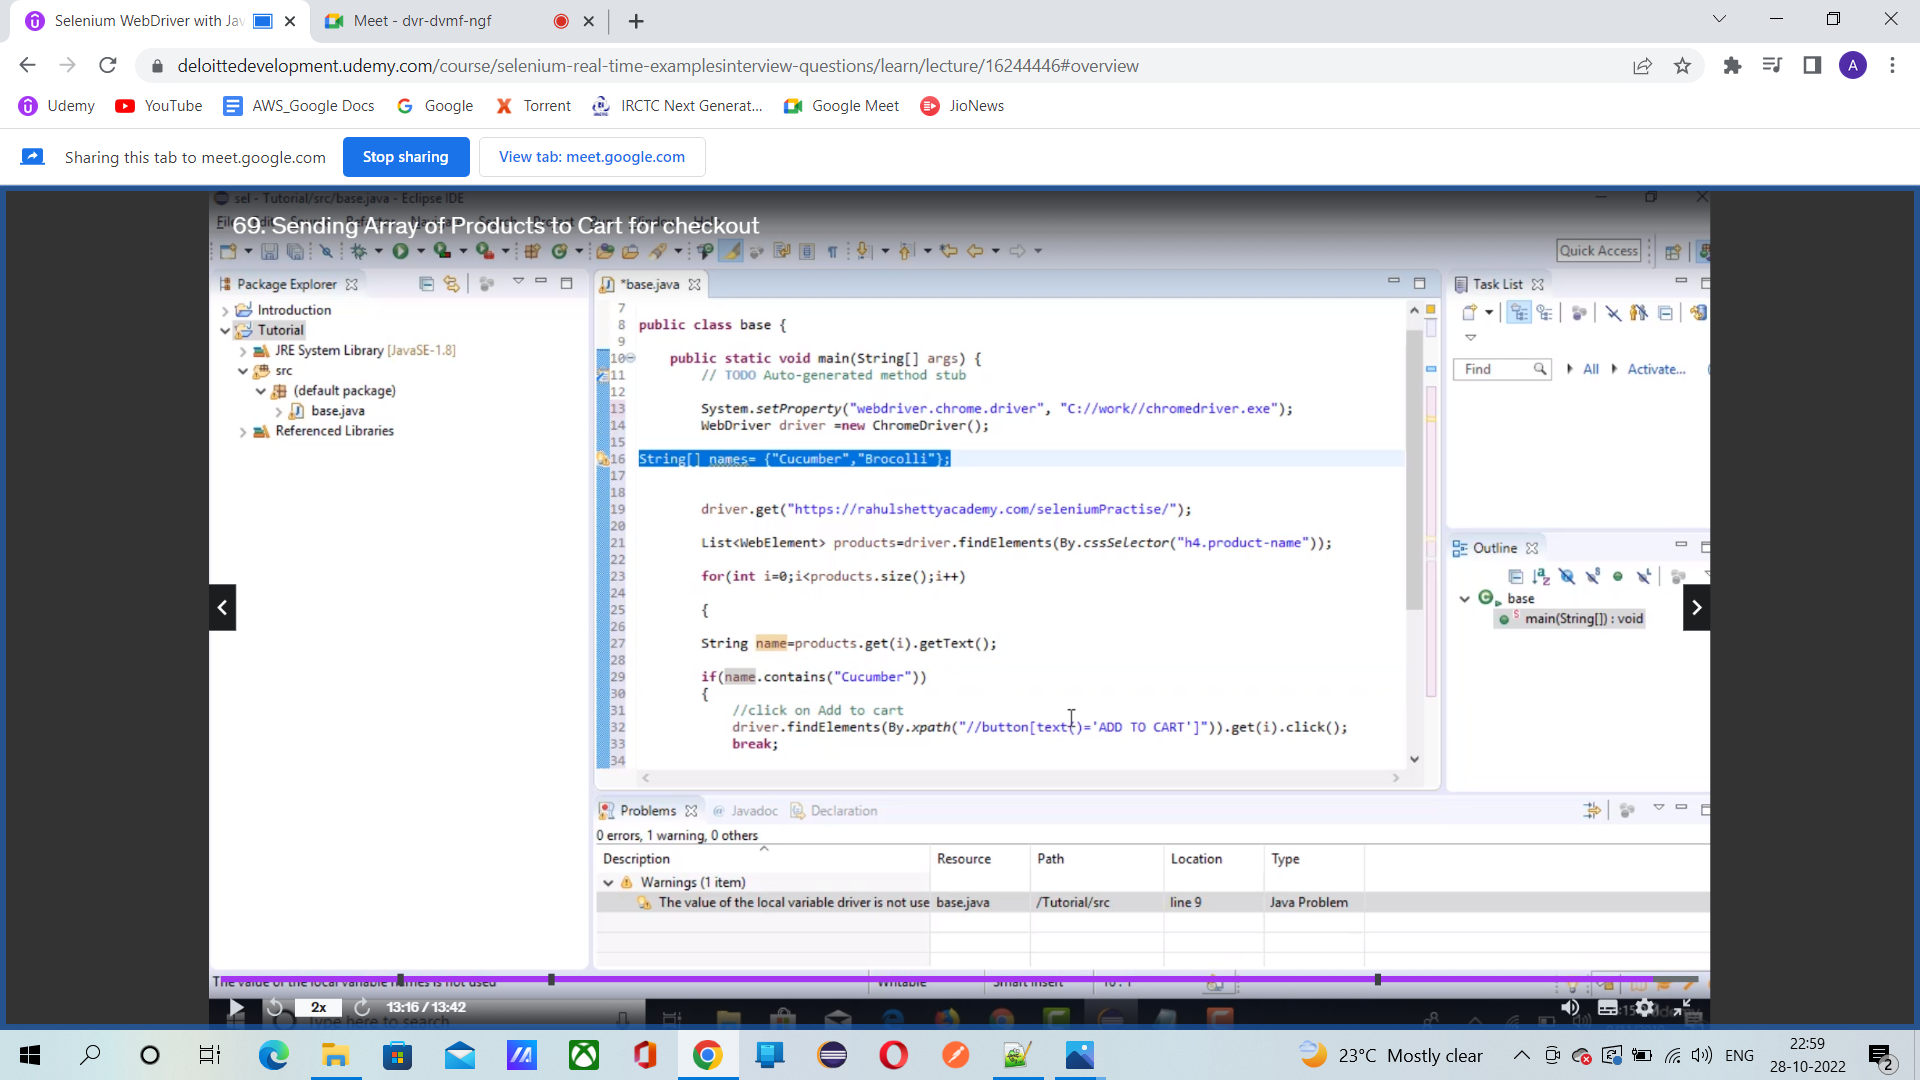 Selenium WebDriver with Jav
Meet - dvr-dvmf-ngf
deloittedevelopment.udemy.com/course/selenium-real-time-examplesinterview-questions/learn/lecture/16244446#overview
A
Udemy
YouTube
AWS_Google Docs
Google
Torrent
IRCTC Next Generat...
Google Meet
JioNews
Sharing this tab to meet.google.com
Stop sharing
View tab: meet.google.com
sel - Tutorial/src/base.java - Eclipse IDE
69. Sending Array of Products to Cart for checkout
Quick Access
Package Explorer
*base.java
Task List
Introduction
Tutorial
JRE System Library [JavaSE-1.8]
src
(default package)
base.java
Referenced Libraries
7
8 public class base {
9
10 public static void main(String[] args) {
11 // TODO Auto-generated method stub
12
13 System.setProperty("webdriver.chrome.driver", "C://work//chromedriver.exe");
14 WebDriver driver =new ChromeDriver();
15
16 String[] names= {"Cucumber","Brocolli"};
17
18
19 driver.get("https://rahulshettyacademy.com/seleniumPractise/");
20
21 List<WebElement> products=driver.findElements(By.cssSelector("h4.product-name"));
22
23 for(int i=0;i<products.size();i++)
24
25 {
26
27 String name=products.get(i).getText();
28
29 if(name.contains("Cucumber"))
30 {
31 //click on Add to cart
32 driver.findElements(By.xpath("//button[text()='ADD TO CART']")).get(i).click();
33 break;
34
Find
All
Activate...
Outline
base
main(String[]) : void
Problems
@ Javadoc
Declaration
0 errors, 1 warning, 0 others
Description Resource Path Location Type
Warnings (1 item)
The value of the local variable driver is not use base.java /Tutorial/src line 9 Java Problem
The value of the local variable names is not used
Writable
Smart Insert
2x
13:16 / 13:42
Type here to search
23°C Mostly clear
ENG
22:59
28-10-2022
2